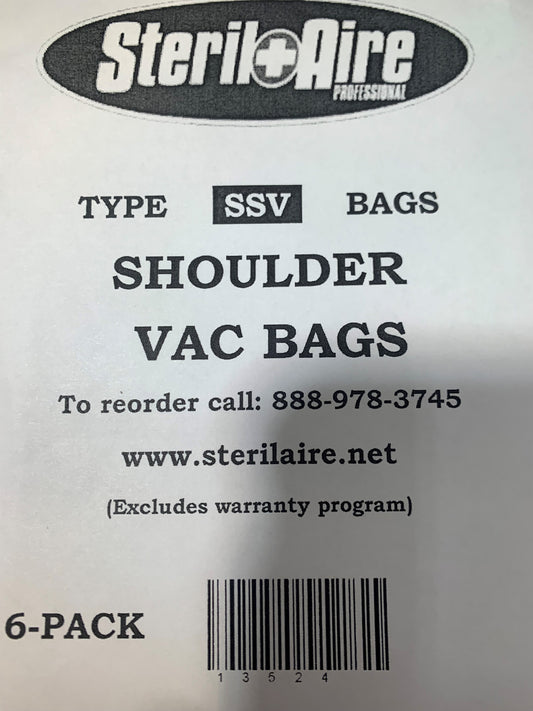 Steril+Aire
PROFESSIONAL
TYPE SSV BAGS
SHOULDER
VAC BAGS
To reorder call: 888-978-3745
www.sterilaire.net
(Excludes warranty program)
6-PACK
13524